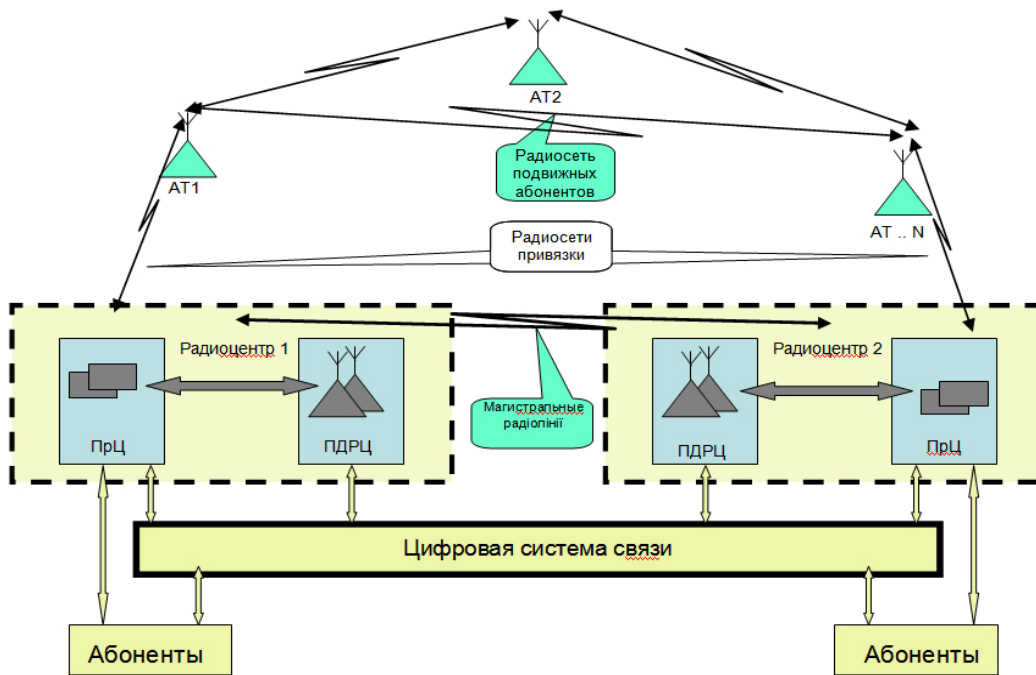 АТ2
Радиосеть
подвижных
абонентов
АТ1
АТ .. N
Радиосети
привязки
Радиоцентр 1
Радиоцентр 2
Магистральные
радіолінії
ПрЦ
ПДРЦ
ПДРЦ
ПрЦ
Цифровая система связи
Абоненты
Абоненты